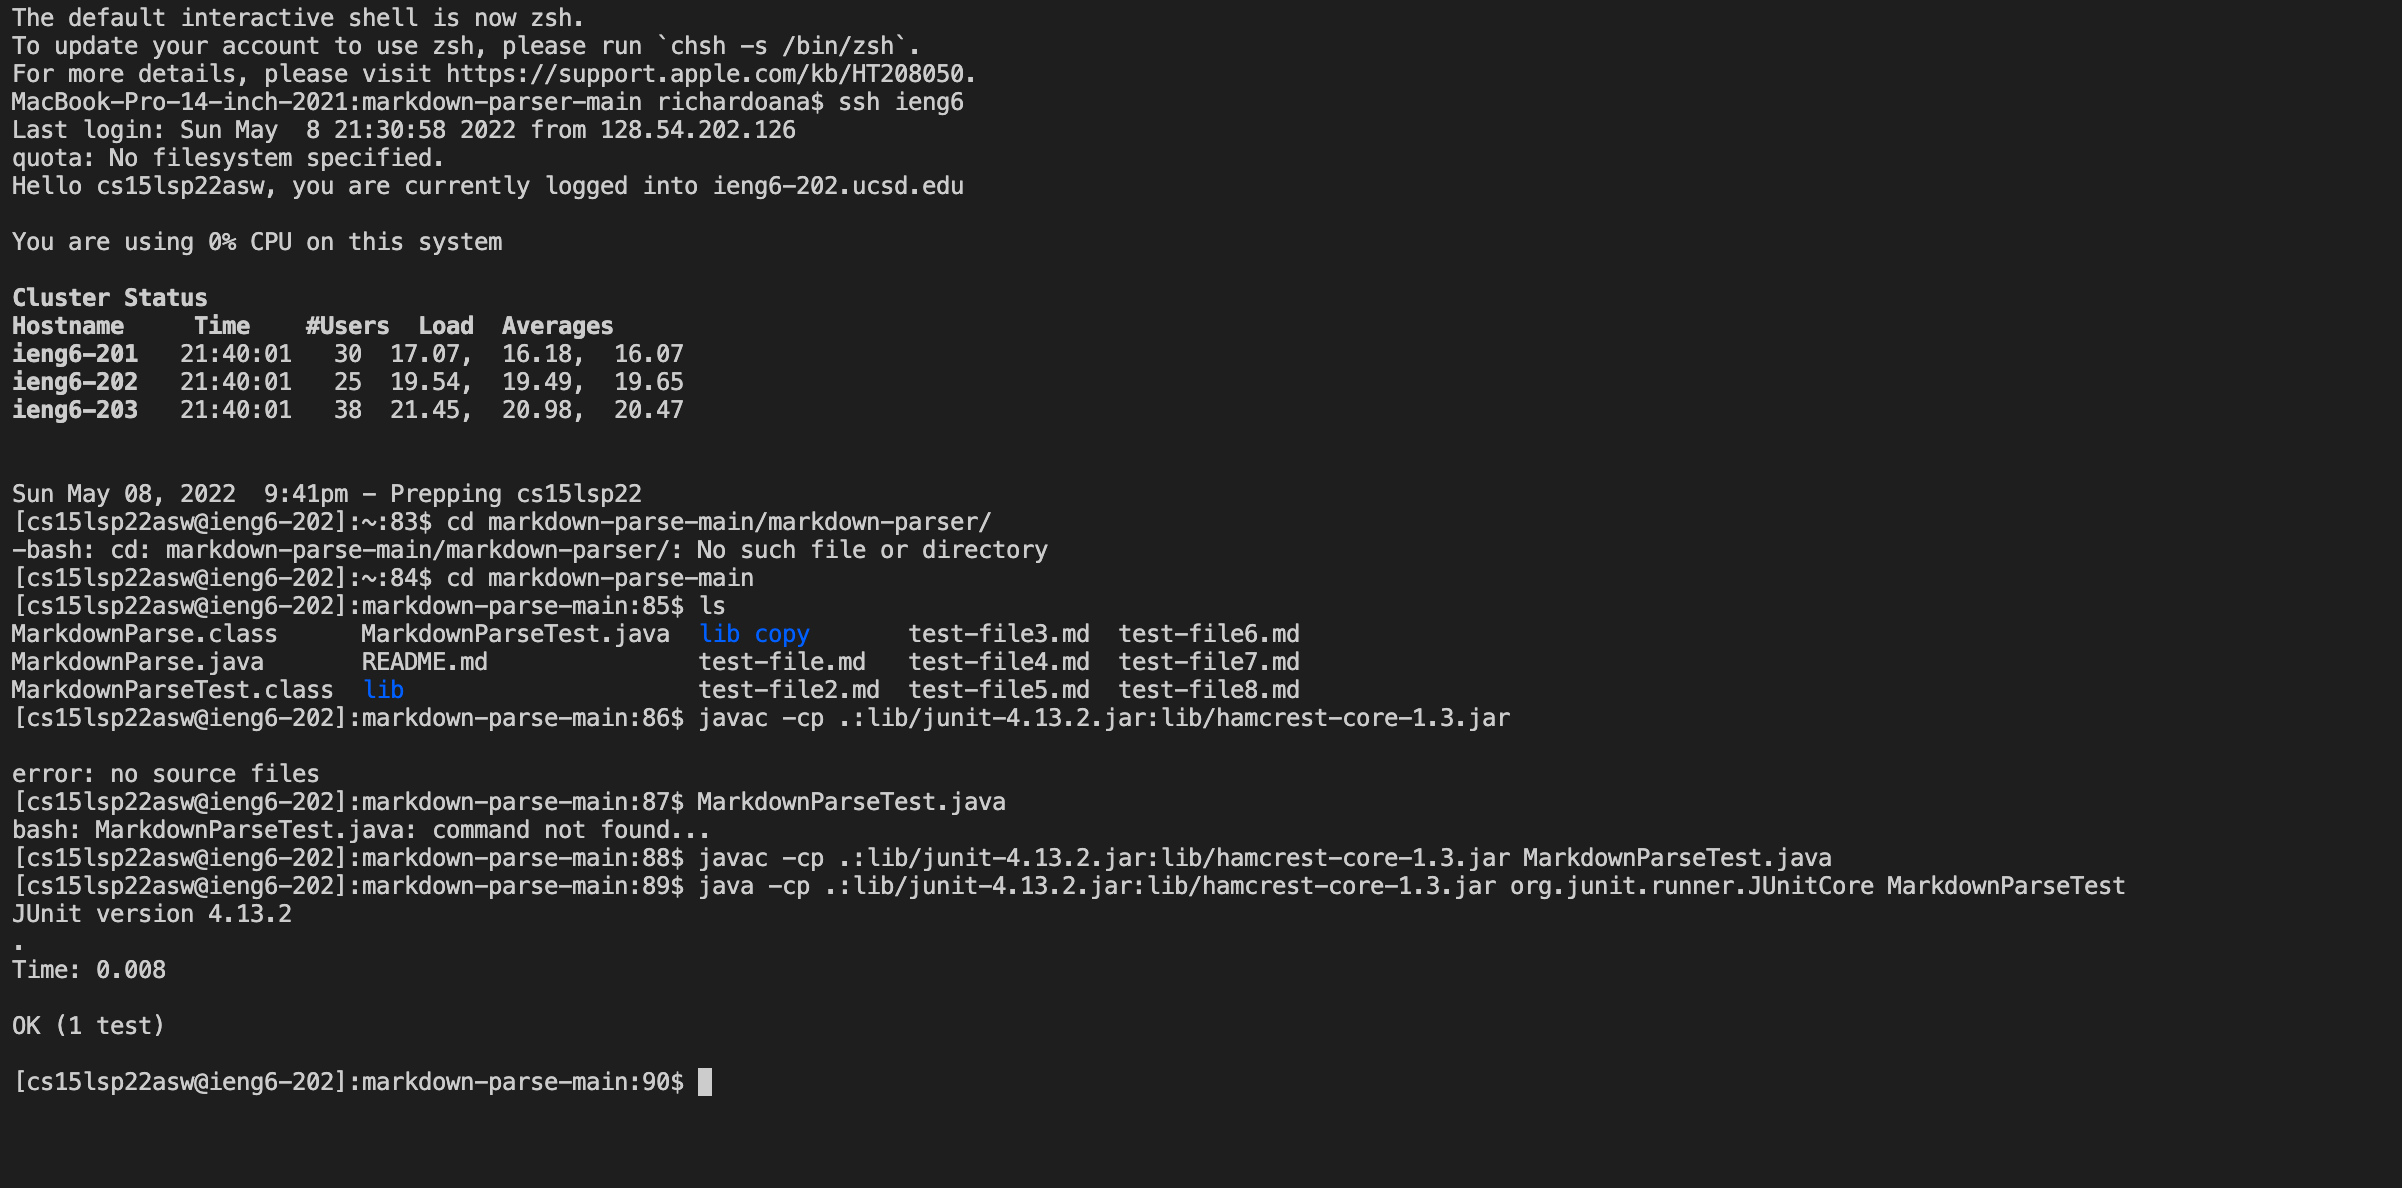 The default interactive shell is now zsh.
To update your account to use zsh, please run `chsh -s /bin/zsh`.
For more details, please visit https://support.apple.com/kb/HT208050.
MacBook-Pro-14-inch-2021:markdown-parser-main richardoana$ ssh ieng6
Last login: Sun May  8 21:30:58 2022 from 128.54.202.126
quota: No filesystem specified.
Hello cs15lsp22asw, you are currently logged into ieng6-202.ucsd.edu

You are using 0% CPU on this system

Cluster Status
Hostname     Time    #Users  Load  Averages
ieng6-201   21:40:01   30  17.07,  16.18,  16.07
ieng6-202   21:40:01   25  19.54,  19.49,  19.65
ieng6-203   21:40:01   38  21.45,  20.98,  20.47

Sun May 08, 2022  9:41pm - Prepping cs15lsp22
[cs15lsp22asw@ieng6-202]:~:83$ cd markdown-parse-main/markdown-parser/
-bash: cd: markdown-parse-main/markdown-parser/: No such file or directory
[cs15lsp22asw@ieng6-202]:~:84$ cd markdown-parse-main
[cs15lsp22asw@ieng6-202]:markdown-parse-main:85$ ls
MarkdownParse.class      MarkdownParseTest.java  lib copy       test-file3.md  test-file6.md
MarkdownParse.java       README.md               test-file.md   test-file4.md  test-file7.md
MarkdownParseTest.class  lib                     test-file2.md  test-file5.md  test-file8.md
[cs15lsp22asw@ieng6-202]:markdown-parse-main:86$ javac -cp .:lib/junit-4.13.2.jar:lib/hamcrest-core-1.3.jar

error: no source files
[cs15lsp22asw@ieng6-202]:markdown-parse-main:87$ MarkdownParseTest.java
bash: MarkdownParseTest.java: command not found...
[cs15lsp22asw@ieng6-202]:markdown-parse-main:88$ javac -cp .:lib/junit-4.13.2.jar:lib/hamcrest-core-1.3.jar MarkdownParseTest.java
[cs15lsp22asw@ieng6-202]:markdown-parse-main:89$ java -cp .:lib/junit-4.13.2.jar:lib/hamcrest-core-1.3.jar org.junit.runner.JUnitCore MarkdownParseTest
JUnit version 4.13.2
.
Time: 0.008

OK (1 test)

[cs15lsp22asw@ieng6-202]:markdown-parse-main:90$